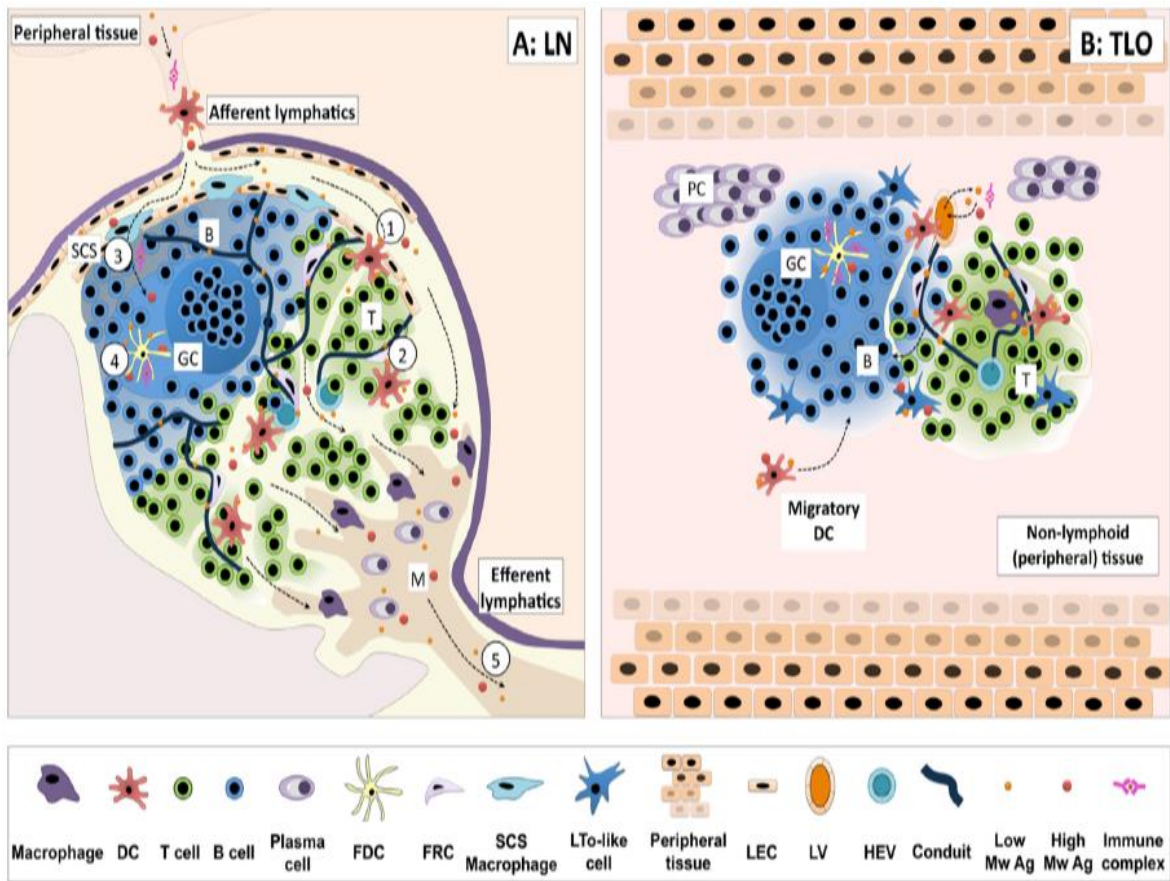 Peripheral tissue
A: LN
Afferent lymphatics
1
B
SCS
3
T
2
4
GC
M
Efferent
lymphatics
5
B: TLO
PC
GC
B
T
Migratory
DC
Non-lymphoid
(peripheral) tissue
Macrophage
DC
T cell
B cell
Plasma
cell
FDC
FRC
SCS
Macrophage
LTo-like
cell
Peripheral
tissue
LEC
LV
HEV
Conduit
Low
Mw Ag
High
Mw Ag
Immune
complex